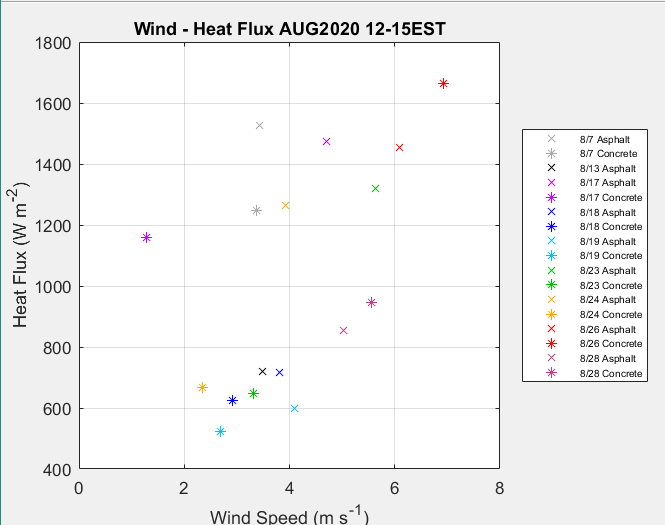 Wind - Heat Flux AUG2020 12-15EST
1800
1600
1400
1200
1000
800
600
400
0 2 4 6 8
Heat Flux (W m-2)
Wind Speed (m s-1)
8/7 Asphalt
8/7 Concrete
8/13 Asphalt
8/17 Asphalt
8/17 Concrete
8/18 Asphalt
8/18 Concrete
8/19 Asphalt
8/19 Concrete
8/23 Asphalt
8/23 Concrete
8/24 Asphalt
8/24 Concrete
8/26 Asphalt
8/26 Concrete
8/28 Asphalt
8/28 Concrete